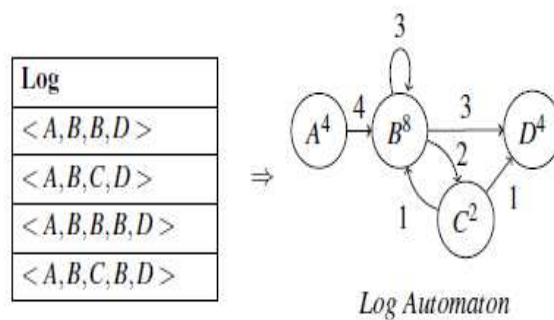 Log
< A, B, B, D >
< A, B, C, D >
< A, B, B, B, D >
< A, B, C, B, D >
⇒
3
A⁴
4
B⁸
3
D⁴
2
1
C²
1
Log Automaton